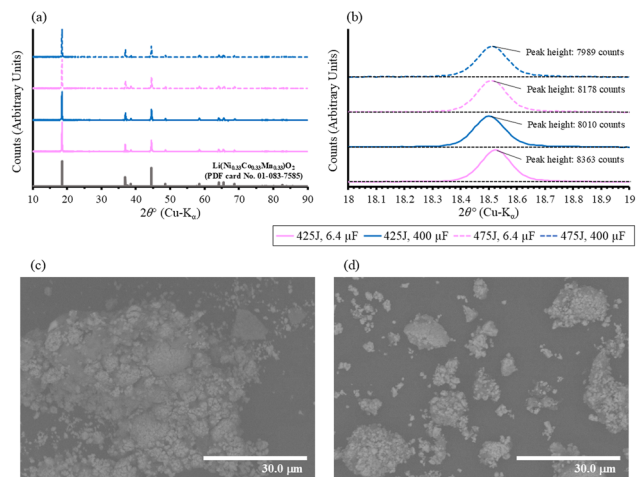 (a)
Counts (Arbitrary Units)
Li(Ni0.33Co0.33Mn0.33)O2
(PDF card No. 01-083-7585)
10 20 30 40 50 60 70 80 90
2θ° (Cu-Kα)
(b)
Counts (Arbitrary Units)
Peak height: 7989 counts
Peak height: 8178 counts
Peak height: 8010 counts
Peak height: 8363 counts
18 18.1 18.2 18.3 18.4 18.5 18.6 18.7 18.8 18.9 19
2θ° (Cu-Kα)
425J, 6.4 μF 425J, 400 μF 475J, 6.4 μF 475J, 400 μF
(c)
30.0 μm
(d)
30.0 μm